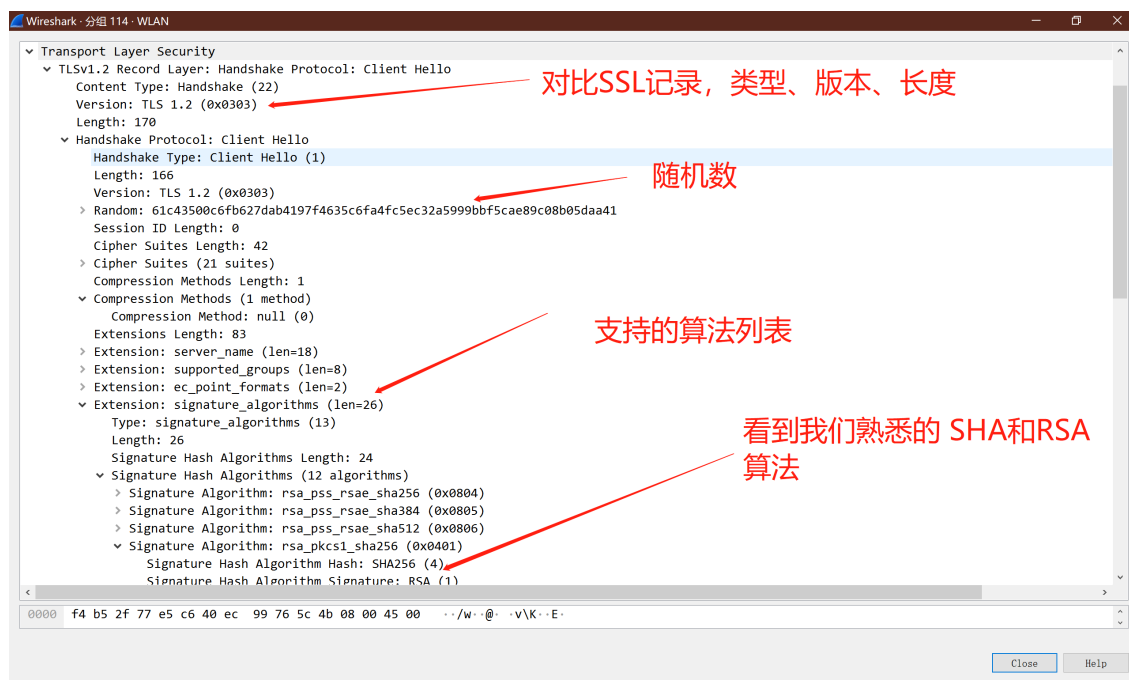 Wireshark · 分组 114 · WLAN
Transport Layer Security
TLSv1.2 Record Layer: Handshake Protocol: Client Hello
对比SSL记录，类型、版本、长度
Content Type: Handshake (22)
Version: TLS 1.2 (0x0303)
Length: 170
Handshake Protocol: Client Hello
Handshake Type: Client Hello (1)
随机数
Length: 166
Version: TLS 1.2 (0x0303)
Random: 61c43500c6fb627dab4197f4635c6fa4fc5ec32a5999bbf5cae89c08b05daa41
Session ID Length: 0
Cipher Suites Length: 42
Cipher Suites (21 suites)
Compression Methods Length: 1
Compression Methods (1 method)
Compression Method: null (0)
支持的算法列表
Extensions Length: 83
Extension: server_name (len=18)
Extension: supported_groups (len=8)
Extension: ec_point_formats (len=2)
Extension: signature_algorithms (len=26)
Type: signature_algorithms (13)
看到我们熟悉的 SHA和RSA
算法
Length: 26
Signature Hash Algorithms Length: 24
Signature Hash Algorithms (12 algorithms)
Signature Algorithm: rsa_pss_rsae_sha256 (0x0804)
Signature Algorithm: rsa_pss_rsae_sha384 (0x0805)
Signature Algorithm: rsa_pss_rsae_sha512 (0x0806)
Signature Algorithm: rsa_pkcs1_sha256 (0x0401)
Signature Hash Algorithm Hash: SHA256 (4)
Signature Hash Algorithm Signature: RSA (1)
0000 f4 b5 2f 77 e5 c6 40 ec 99 76 5c 4b 08 00 45 00 ··/w··@· ·v\K··E·
Close Help